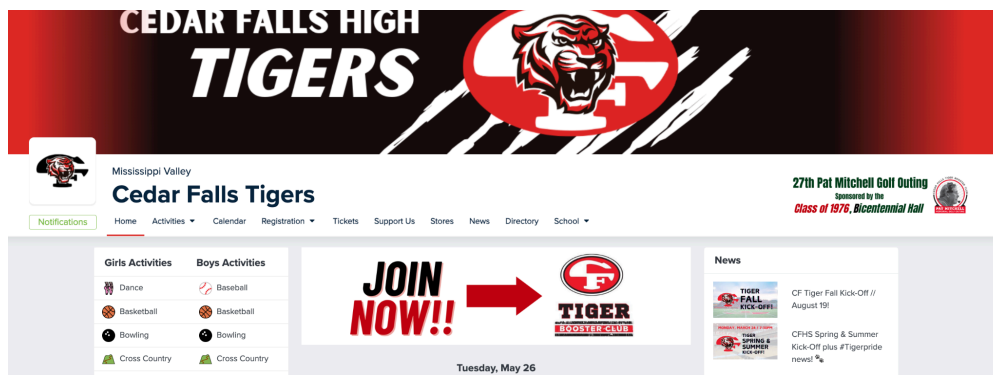 CEDAR FALLS HIGH
TIGERS
CF
Mississippi Valley
Cedar Falls Tigers
27th Pat Mitchell Golf Outing
Sponsored by the
Class of 1976, Bicentennial Hall
PAT MITCHELL
Notifications
Home Activities Calendar Registration Tickets Support Us Stores News Directory School
Girls Activities Boys Activities
Dance Baseball
Basketball Basketball
Bowling Bowling
Cross Country Cross Country
JOIN
NOW!!
CF
TIGER
BOOSTER CLUB
Tuesday, May 26
News
TIGER
FALL
KICK-OFF!
CF Tiger Fall Kick-Off //
August 19!
TIGER
SPRING &
SUMMER
KICK-OFF!
CFHS Spring & Summer
Kick-Off plus #Tigerpride
news! 🐾